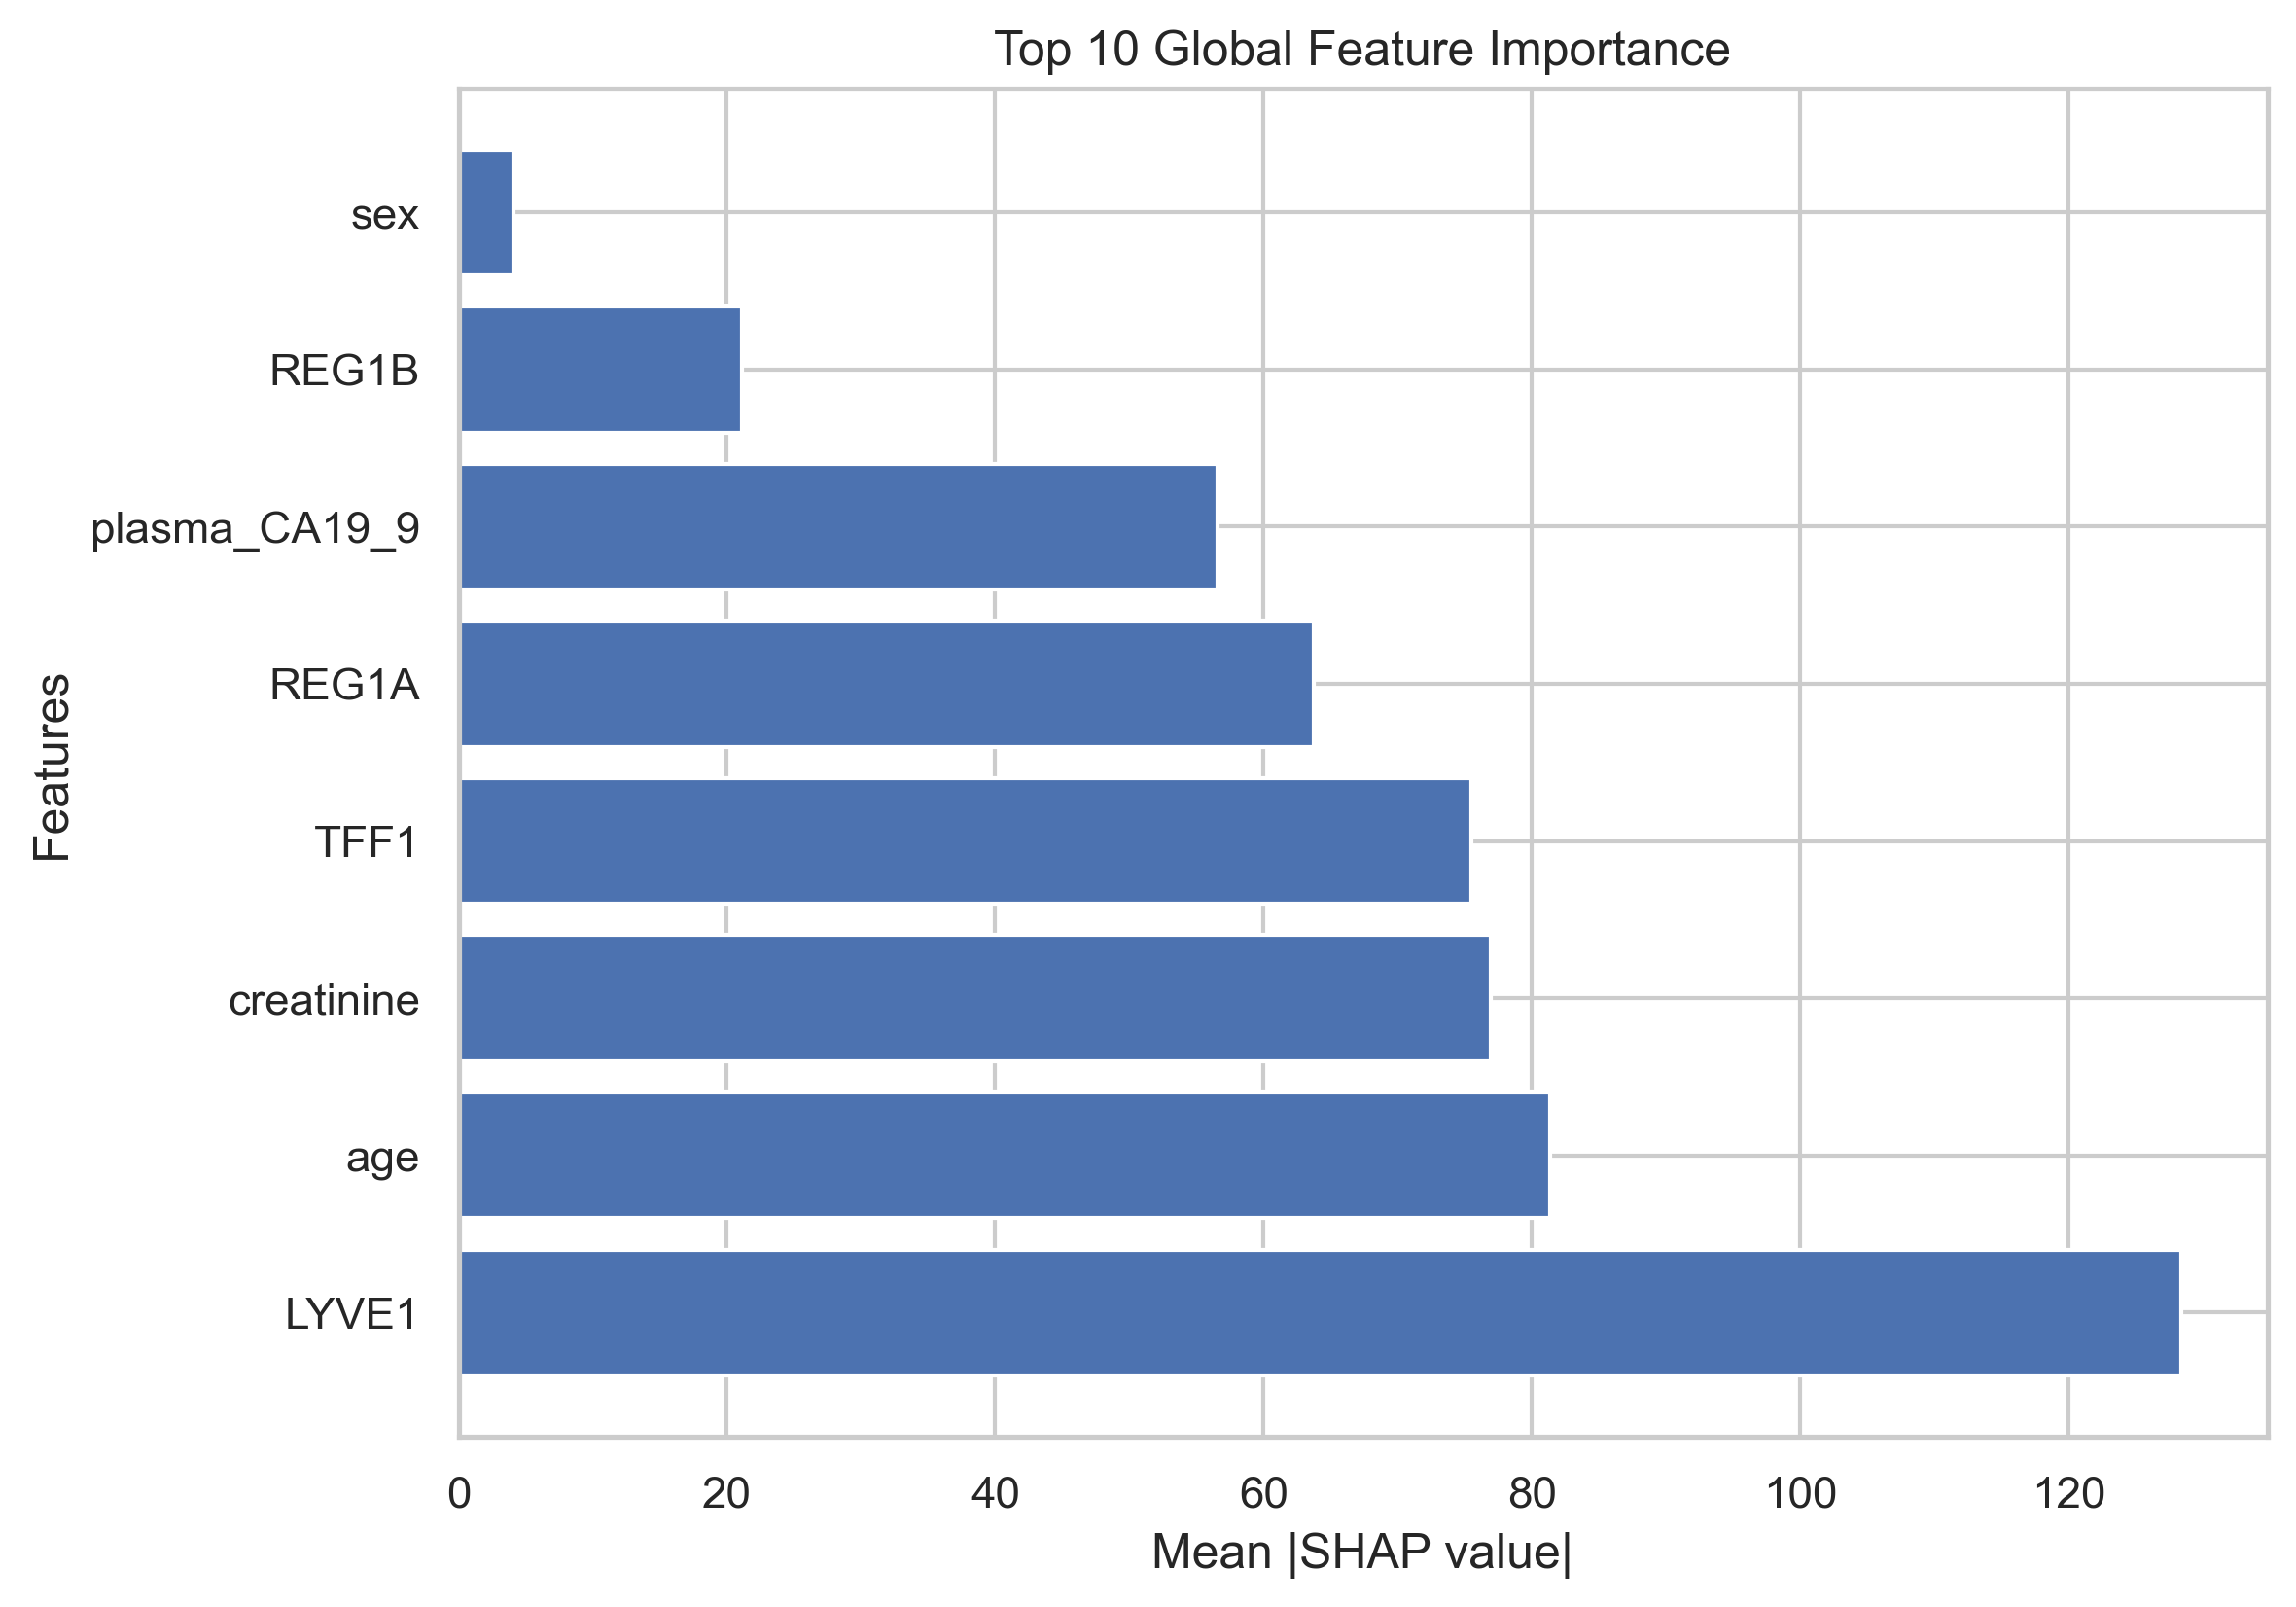 Top 10 Global Feature Importance
Features
sex
REG1B
plasma_CA19_9
REG1A
TFF1
creatinine
age
LYVE1
0 20 40 60 80 100 120
Mean |SHAP value|